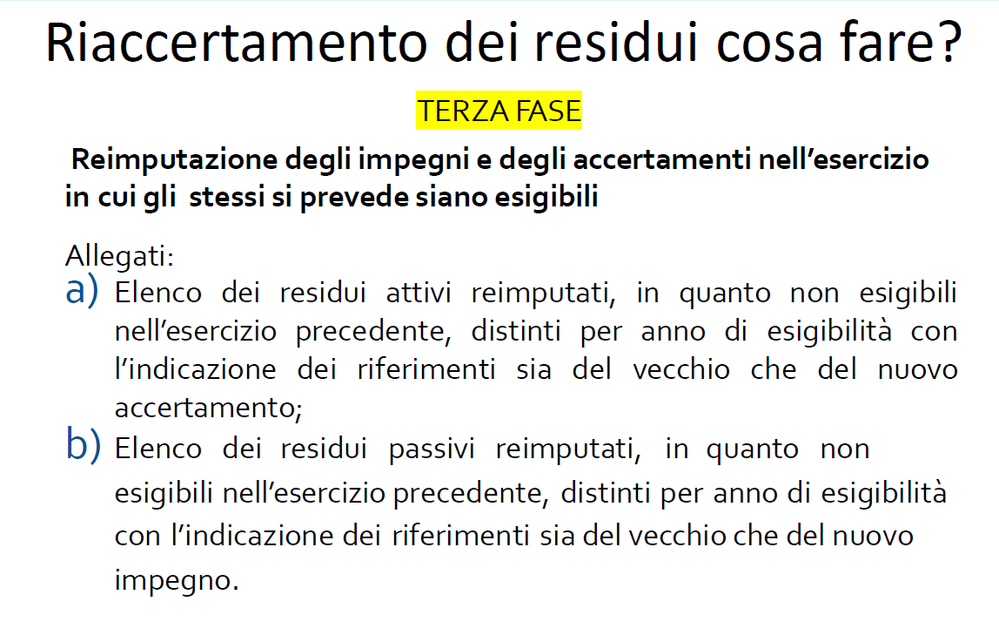 Riaccertamento dei residui cosa fare?
TERZA FASE
Reimputazione degli impegni e degli accertamenti nell’esercizio
in cui gli stessi si prevede siano esigibili
Allegati:
a) Elenco dei residui attivi reimputati, in quanto non esigibili
nell’esercizio precedente, distinti per anno di esigibilità con
l’indicazione dei riferimenti sia del vecchio che del nuovo
accertamento;
b) Elenco dei residui passivi reimputati, in quanto non
esigibili nell’esercizio precedente, distinti per anno di esigibilità
con l’indicazione dei riferimenti sia del vecchio che del nuovo
impegno.